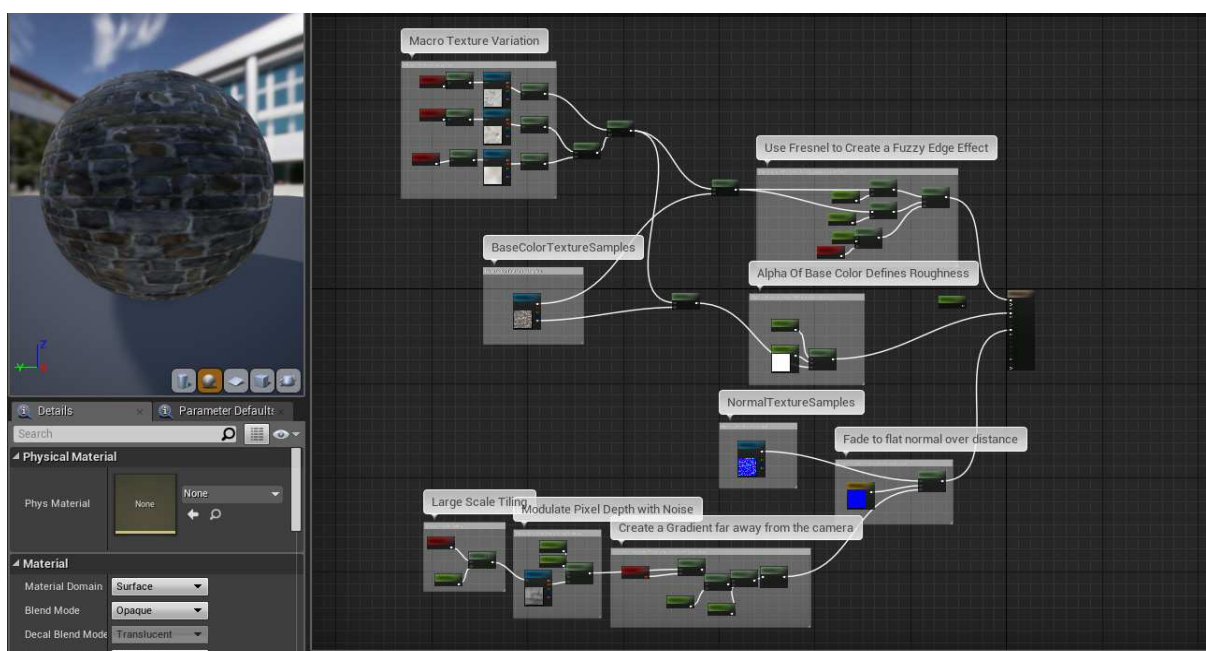 Macro Texture Variation
Use Fresnel to Create a Fuzzy Edge Effect
BaseColorTextureSamples
Alpha Of Base Color Defines Roughness
NormalTextureSamples
Fade to flat normal over distance
Large Scale Tiling
Modulate Pixel Depth with Noise
Create a Gradient far away from the camera
Z
Y
Details
Parameter Defaults
Search
Physical Material
Phys Material
None
None
Material
Material Domain
Surface
Blend Mode
Opaque
Decal Blend Mode
Translucent